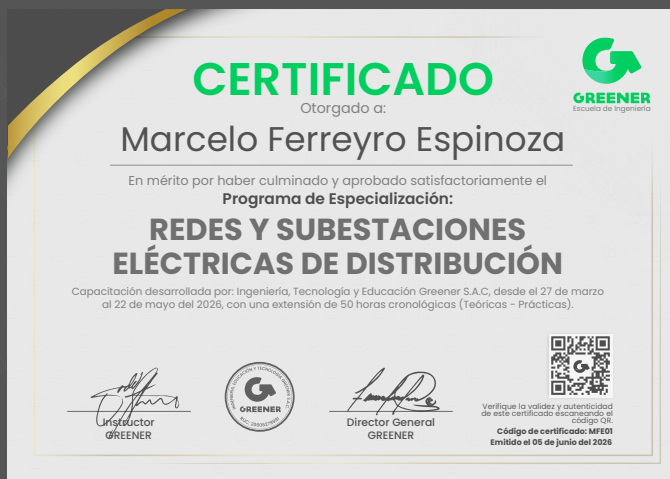 CERTIFICADO
Otorgado a:
GREENER
Escuela de Ingeniería
Marcelo Ferreyro Espinoza
En mérito por haber culminado y aprobado satisfactoriamente el
Programa de Especialización:
REDES Y SUBESTACIONES
ELÉCTRICAS DE DISTRIBUCIÓN
Capacitación desarrollada por: Ingeniería, Tecnología y Educación Greener S.A.C, desde el 27 de marzo
al 22 de mayo del 2026, con una extensión de 50 horas cronológicas (Teóricas - Prácticas).
Instructor
GREENER
GREENER
Director General
GREENER
Verifique la validez y autenticidad
de este certificado escaneando el
código QR.
Código de certificado: MFE01
Emitido el 05 de junio del 2026